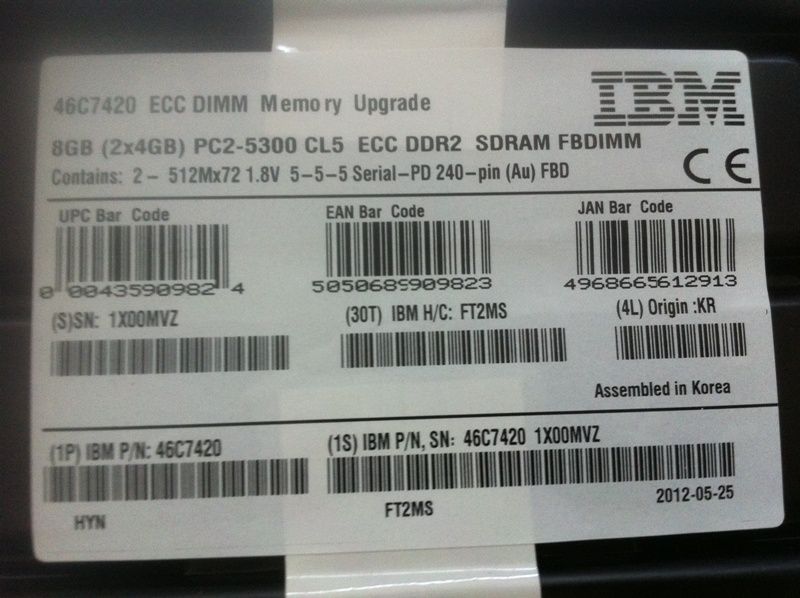 46C7420 ECC DIMM Memory Upgrade
IBM
8GB (2x4GB) PC2-5300 CL5 ECC DDR2 SDRAM FBDIMM
Contains: 2- 512Mx72 1.8V 5-5-5 Serial-PD 240-pin (Au) FBD
CE
UPC Bar Code
EAN Bar Code
JAN Bar Code
0 0043590982 4
5050689909823
4968665612913
(S)SN: 1X00MVZ
(30T) IBM H/C: FT2MS
(4L) Origin :KR
Assembled in Korea
(1P) IBM P/N: 46C7420
(1S) IBM P/N, SN: 46C7420 1X00MVZ
HYN
FT2MS
2012-05-25